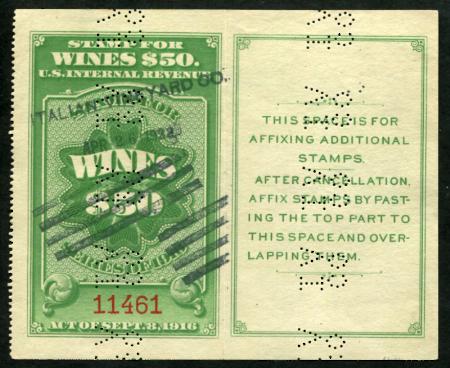 STAMP FOR
WINES $50.
U.S. INTERNAL REVENUE
ITALIAN VINEYARD CO.
WINES
$50
11461
ACT OF SEPT. 8, 1916
THIS SPACE IS FOR
AFFIXING ADDITIONAL
STAMPS.
AFTER CANCELLATION,
AFFIX STAMPS BY PAST-
ING THE TOP PART TO
THIS SPACE AND OVER-
LAPPING THEM.